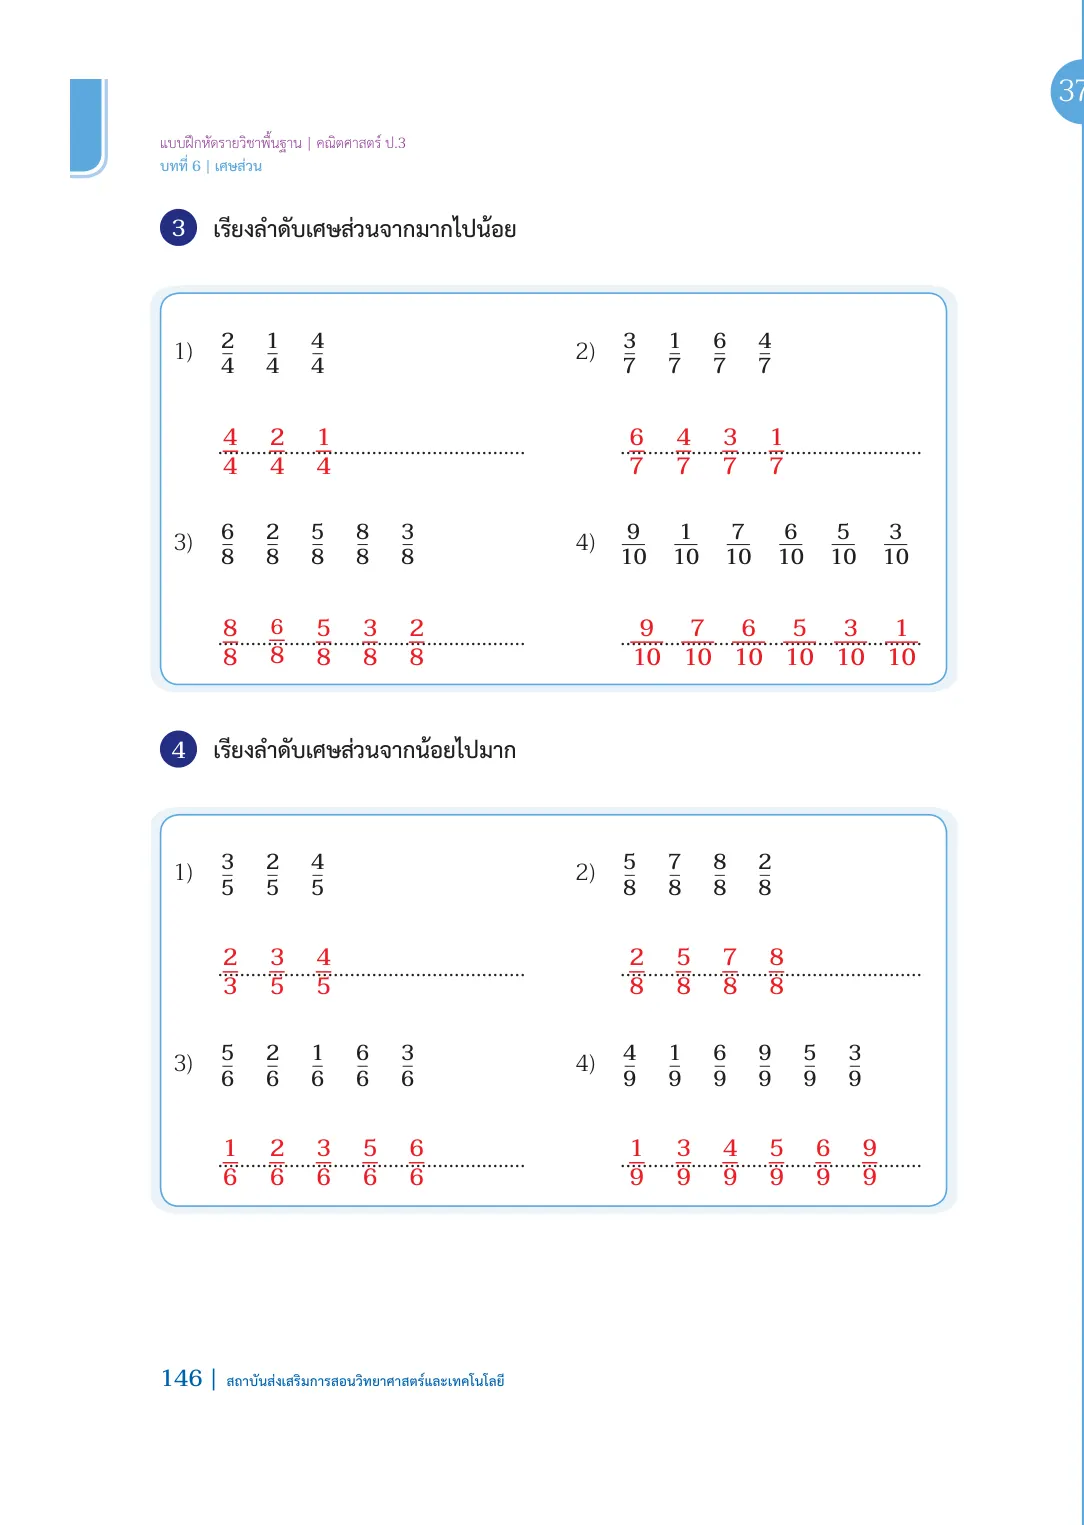 37
แบบฝึกหัดรายวิชาพื้นฐาน | คณิตศาสตร์ ป.3
บทที่ 6 | เศษส่วน
3 เรียงลำดับเศษส่วนจากมากไปน้อย
1) 2/4 1/4 4/4 2) 3/7 1/7 6/7 4/7
4/4 2/4 1/4 6/7 4/7 3/7 1/7
3) 6/8 2/8 5/8 8/8 3/8 4) 9/10 1/10 7/10 6/10 5/10 3/10
8/8 6/8 5/8 3/8 2/8 9/10 7/10 6/10 5/10 3/10 1/10
4 เรียงลำดับเศษส่วนจากน้อยไปมาก
1) 3/5 2/5 4/5 2) 5/8 7/8 8/8 2/8
2/3 3/5 4/5 2/8 5/8 7/8 8/8
3) 5/6 2/6 1/6 6/6 3/6 4) 4/9 1/9 6/9 9/9 5/9 3/9
1/6 2/6 3/6 5/6 6/6 1/9 3/9 4/9 5/9 6/9 9/9
146 | สถาบันส่งเสริมการสอนวิทยาศาสตร์และเทคโนโลยี